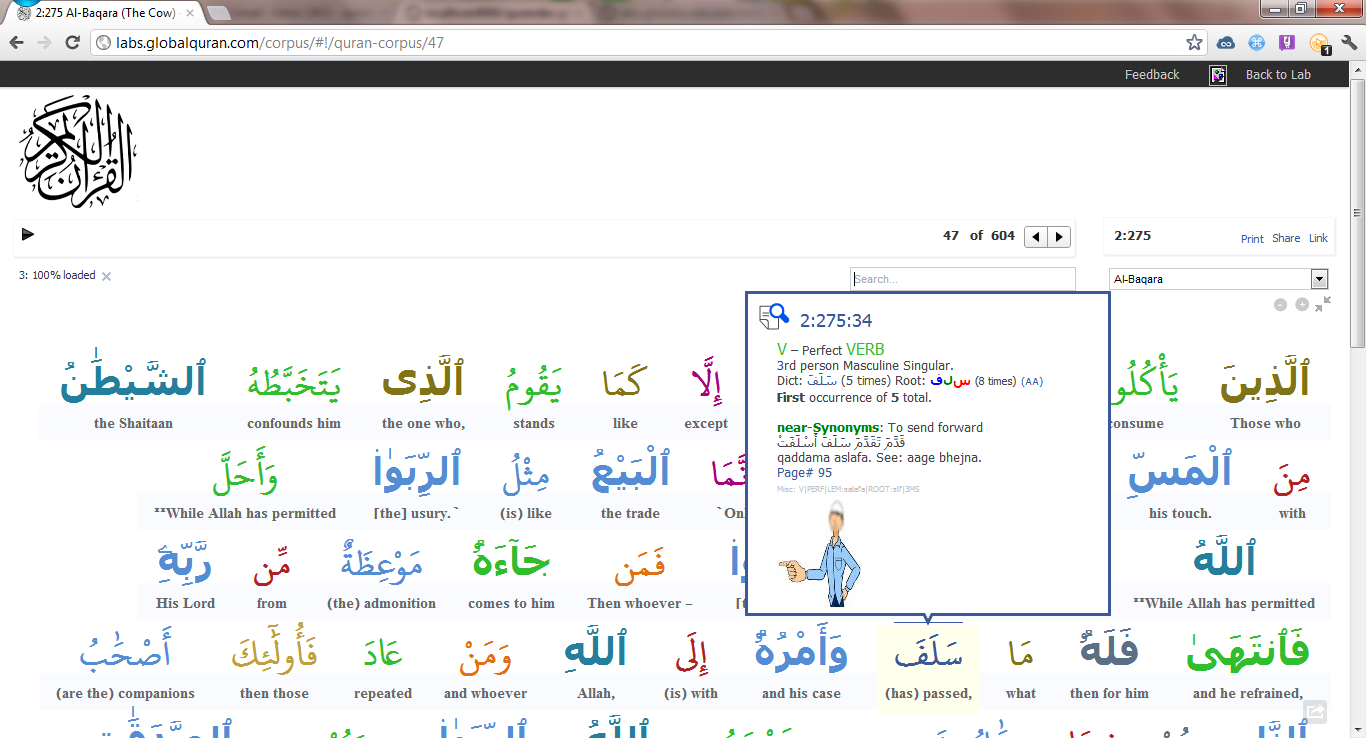 2:275 Al-Baqara (The Cow)
labs.globalquran.com/corpus/#!/quran-corpus/47
1
Feedback Back to Lab
القرآن الكريم
47 of 604
2:275 Print Share Link
3: 100% loaded
Search...
Al-Baqara
2:275:34
V – Perfect VERB
3rd person Masculine Singular.
Dict: سَلَفَ (5 times) Root: سلف (8 times) (AA)
First occurrence of 5 total.
near-Synonyms: To send forward
قَدَّمَ تَقَدَّمَ سَلَفَ أَسْلَفَتْ
qaddama aslafa. See: aage bhejna.
Page# 95
Misc: V|PERF|LEM:salafa|ROOT:slf|3MS
ٱلَّذِينَ يَأْكُلُو إِلَّا كَمَا يَقُومُ ٱلَّذِى يَتَخَبَّطُهُ ٱلشَّيْطَٰنُ
the Shaitaan confounds him the one who, stands like except consume Those who
مِنَ ٱلْمَسِّ نَّمَا ٱلْبَيْعُ مِثْلُ ٱلرِّبَوٰا۟ وَأَحَلَّ
**While Allah has permitted [the] usury.` (is) like the trade `Onl his touch. with
ٱللَّهُ فَمَن جَآءَهُۥ مَوْعِظَةٌ مِّن رَّبِّهِۦ
His Lord from (the) admonition comes to him Then whoever – [t **While Allah has permitted
فَٱنتَهَىٰ فَلَهُۥ مَا سَلَفَ وَأَمْرُهُۥٓ إِلَى ٱللَّهِ وَمَنْ عَادَ فَأُو۟لَٰٓئِكَ أَصْحَٰبُ
(are the) companions then those repeated and whoever Allah, (is) with and his case (has) passed, what then for him and he refrained,